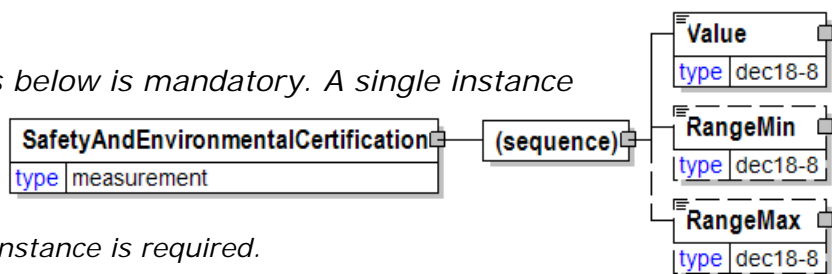 Value
type dec18-8
s below is mandatory. A single instance
RangeMin
type dec18-8
SafetyAndEnvironmentalCertification
type measurement
(sequence)
RangeMax
type dec18-8
nstance is required.